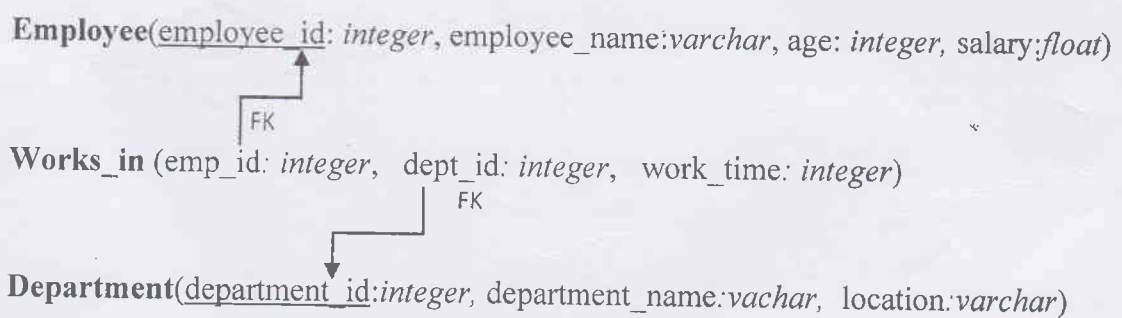 Employee(employee_id: integer, employee_name:varchar, age: integer, salary:float)
FK
Works_in (emp_id: integer, dept_id: integer, work_time: integer)
FK
Department(department_id:integer, department_name:vachar, location:varchar)